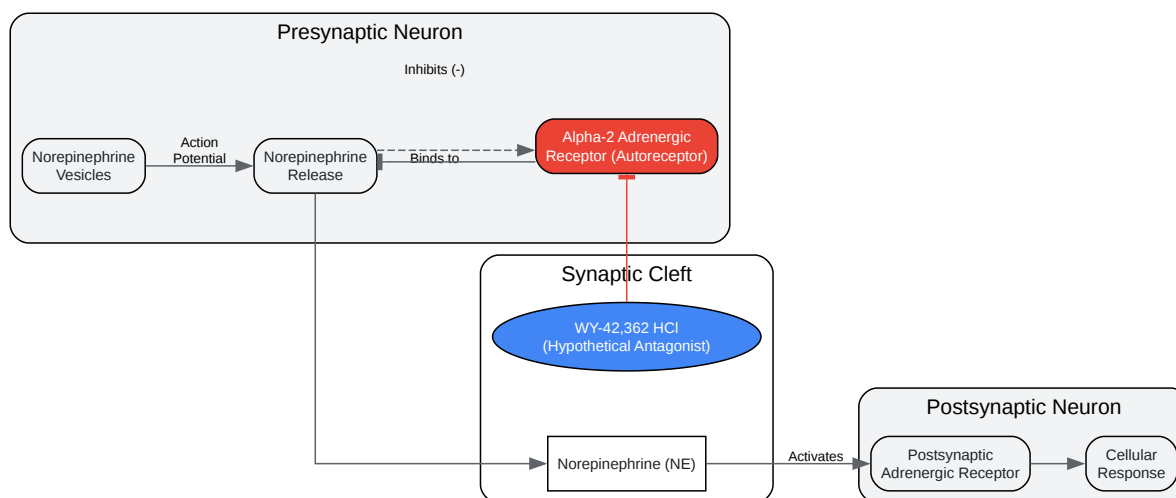 Presynaptic Neuron
Inhibits (-)
Norepinephrine
Vesicles
Action
Potential
Norepinephrine
Release
Binds to
Alpha-2 Adrenergic
Receptor (Autoreceptor)
Synaptic Cleft
WY-42,362 HCl
(Hypothetical Antagonist)
Norepinephrine (NE)
Activates
Postsynaptic Neuron
Postsynaptic
Adrenergic Receptor
Cellular
Response